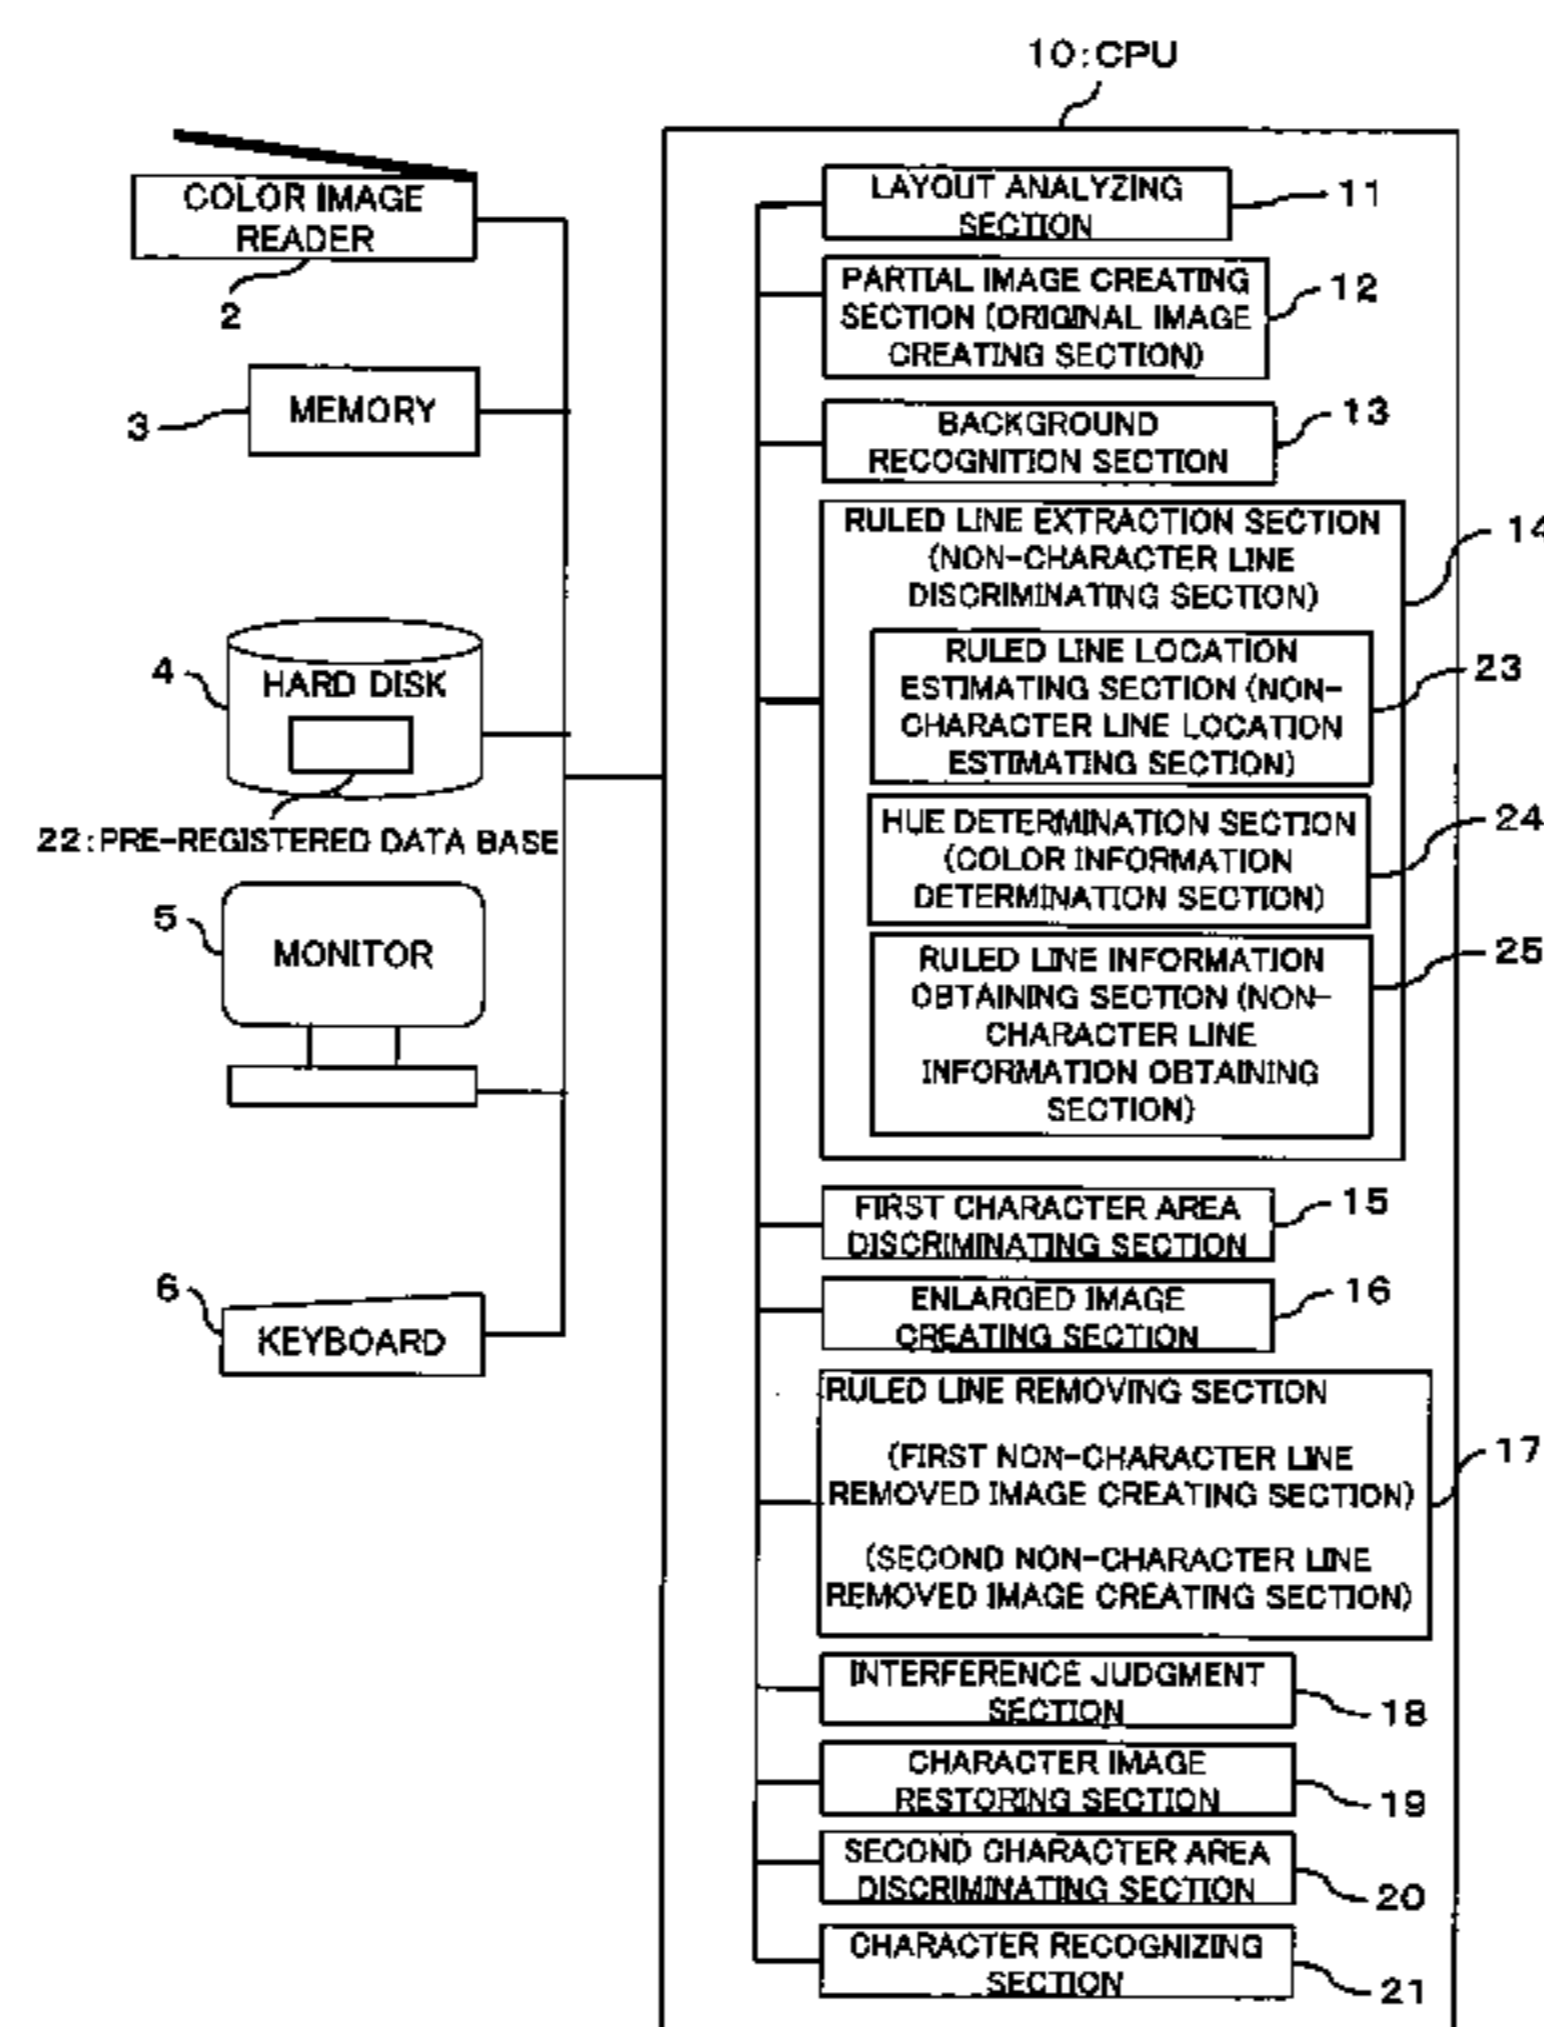 10:CPU
COLOR IMAGE
READER
2
MEMORY
3
4
HARD DISK
22:PRE-REGISTERED DATA BASE
5
MONITOR
6
KEYBOARD
LAYOUT ANALYZING
SECTION
11
PARTIAL IMAGE CREATING
SECTION (ORIGINAL IMAGE
CREATING SECTION)
12
BACKGROUND
RECOGNITION SECTION
13
RULED LINE EXTRACTION SECTION
(NON-CHARACTER LINE
DISCRIMINATING SECTION)
14
RULED LINE LOCATION
ESTIMATING SECTION (NON-
CHARACTER LINE LOCATION
ESTIMATING SECTION)
23
HUE DETERMINATION SECTION
(COLOR INFORMATION
DETERMINATION SECTION)
24
RULED LINE INFORMATION
OBTAINING SECTION (NON-
CHARACTER LINE
INFORMATION OBTAINING
SECTION)
25
FIRST CHARACTER AREA
DISCRIMINATING SECTION
15
ENLARGED IMAGE
CREATING SECTION
16
RULED LINE REMOVING SECTION
(FIRST NON-CHARACTER LINE
REMOVED IMAGE CREATING SECTION)
(SECOND NON-CHARACTER LINE
REMOVED IMAGE CREATING SECTION)
17
INTERFERENCE JUDGMENT
SECTION
18
CHARACTER IMAGE
RESTORING SECTION
19
SECOND CHARACTER AREA
DISCRIMINATING SECTION
20
CHARACTER RECOGNIZING
SECTION
21